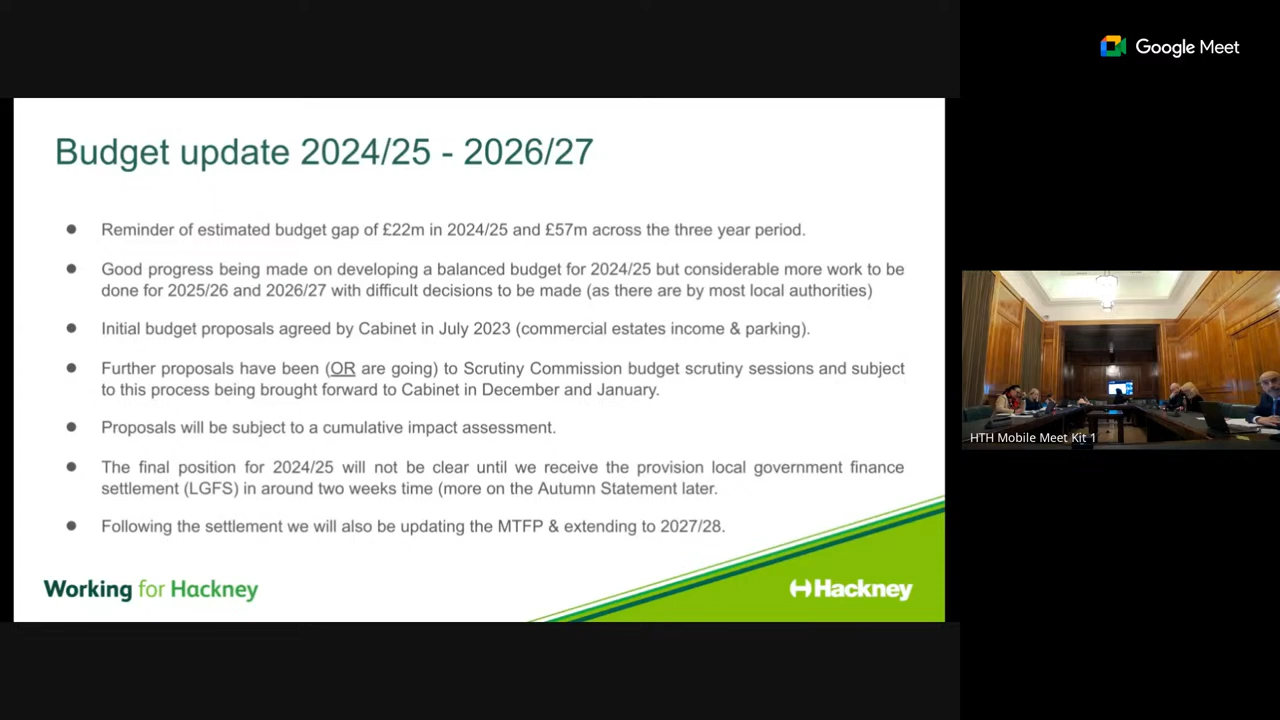 Google Meet
Budget update 2024/25 - 2026/27
● Reminder of estimated budget gap of £22m in 2024/25 and £57m across the three year period.
● Good progress being made on developing a balanced budget for 2024/25 but considerable more work to be
done for 2025/26 and 2026/27 with difficult decisions to be made (as there are by most local authorities)
● Initial budget proposals agreed by Cabinet in July 2023 (commercial estates income & parking).
● Further proposals have been (OR are going) to Scrutiny Commission budget scrutiny sessions and subject
to this process being brought forward to Cabinet in December and January.
● Proposals will be subject to a cumulative impact assessment.
● The final position for 2024/25 will not be clear until we receive the provision local government finance
settlement (LGFS) in around two weeks time (more on the Autumn Statement later.
● Following the settlement we will also be updating the MTFP & extending to 2027/28.
Working for Hackney
Hackney
HTH Mobile Meet Kit 1